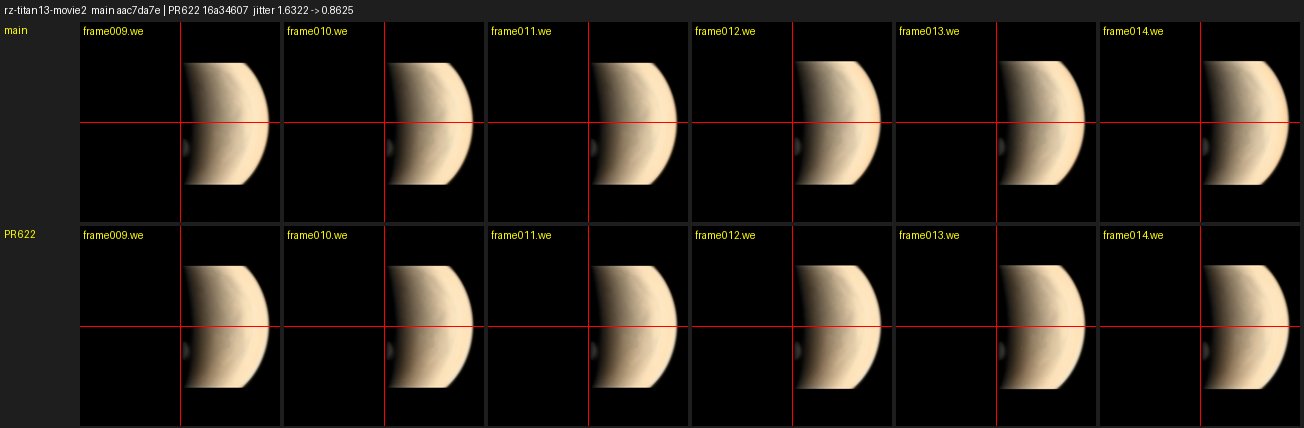 rz-titan13-movie2 main aac7da7e | PR622 16a34607 jitter 1.6322 -> 0.8625
main
frame009.we frame010.we frame011.we frame012.we frame013.we frame014.we
PR622
frame009.we frame010.we frame011.we frame012.we frame013.we frame014.we